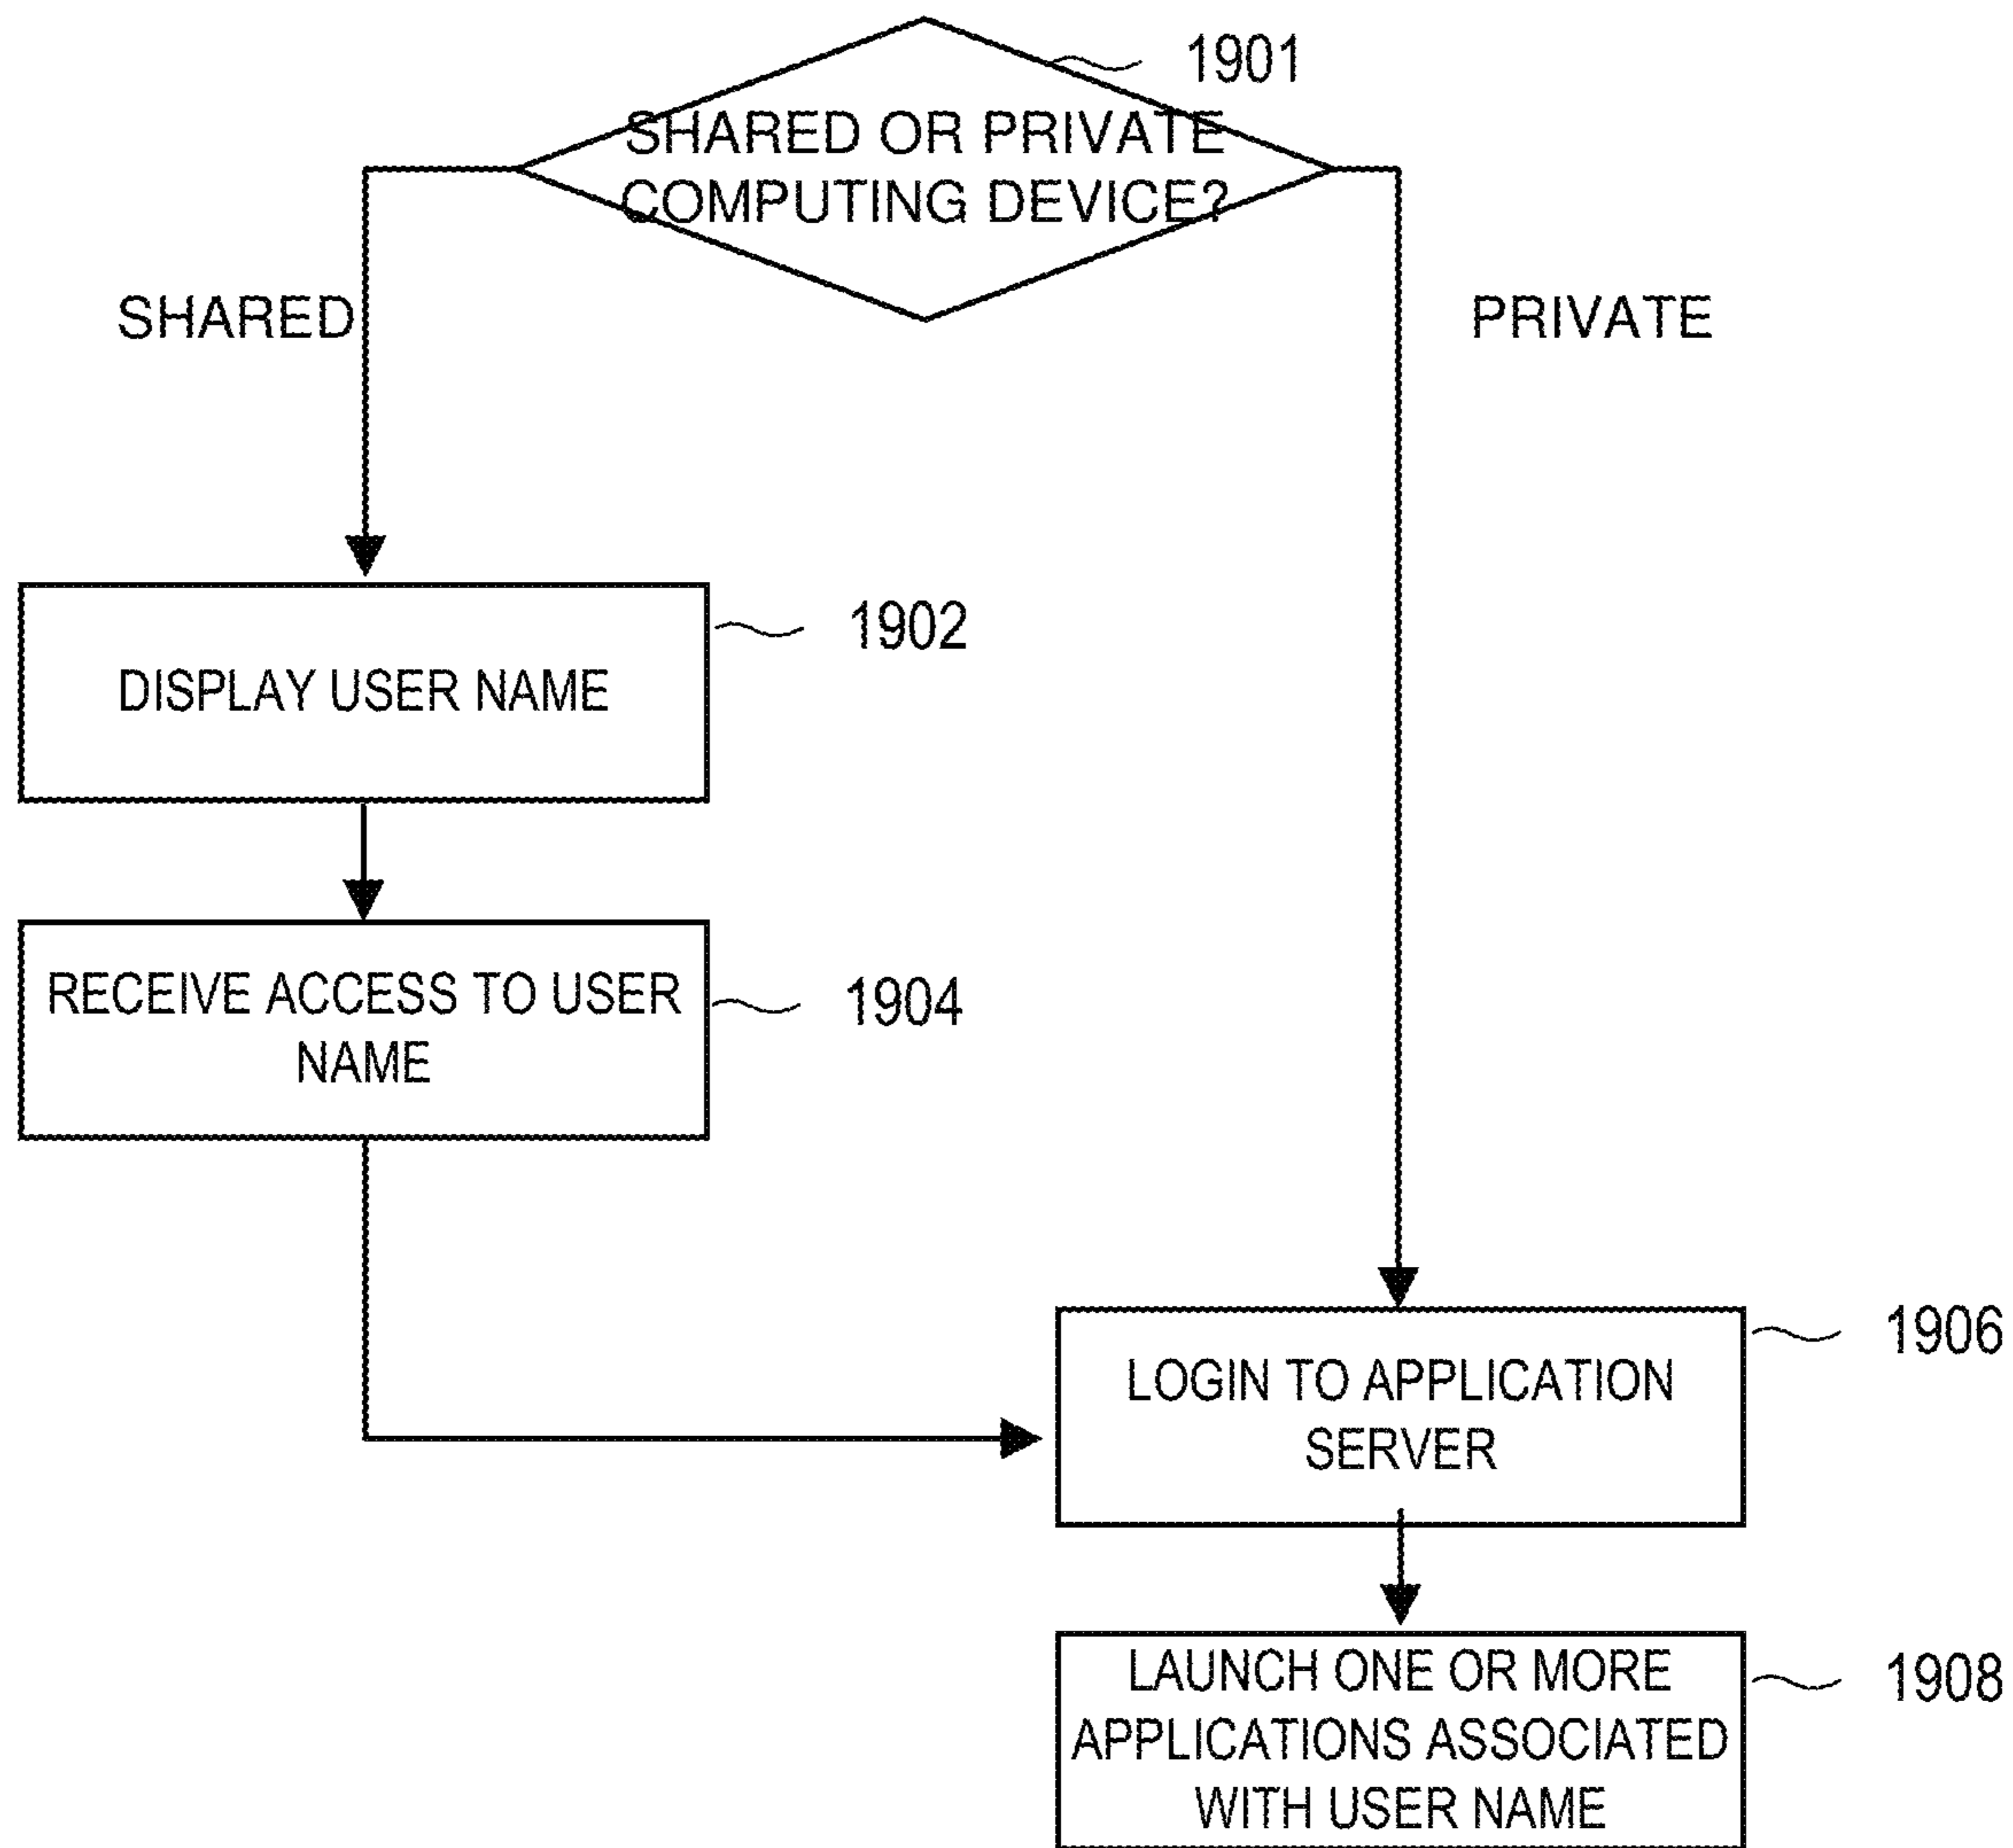 1901
SHARED OR PRIVATE
COMPUTING DEVICE?
SHARED
PRIVATE
1902
DISPLAY USER NAME
RECEIVE ACCESS TO USER
NAME
1904
1906
LOGIN TO APPLICATION
SERVER
LAUNCH ONE OR MORE
APPLICATIONS ASSOCIATED
WITH USER NAME
1908